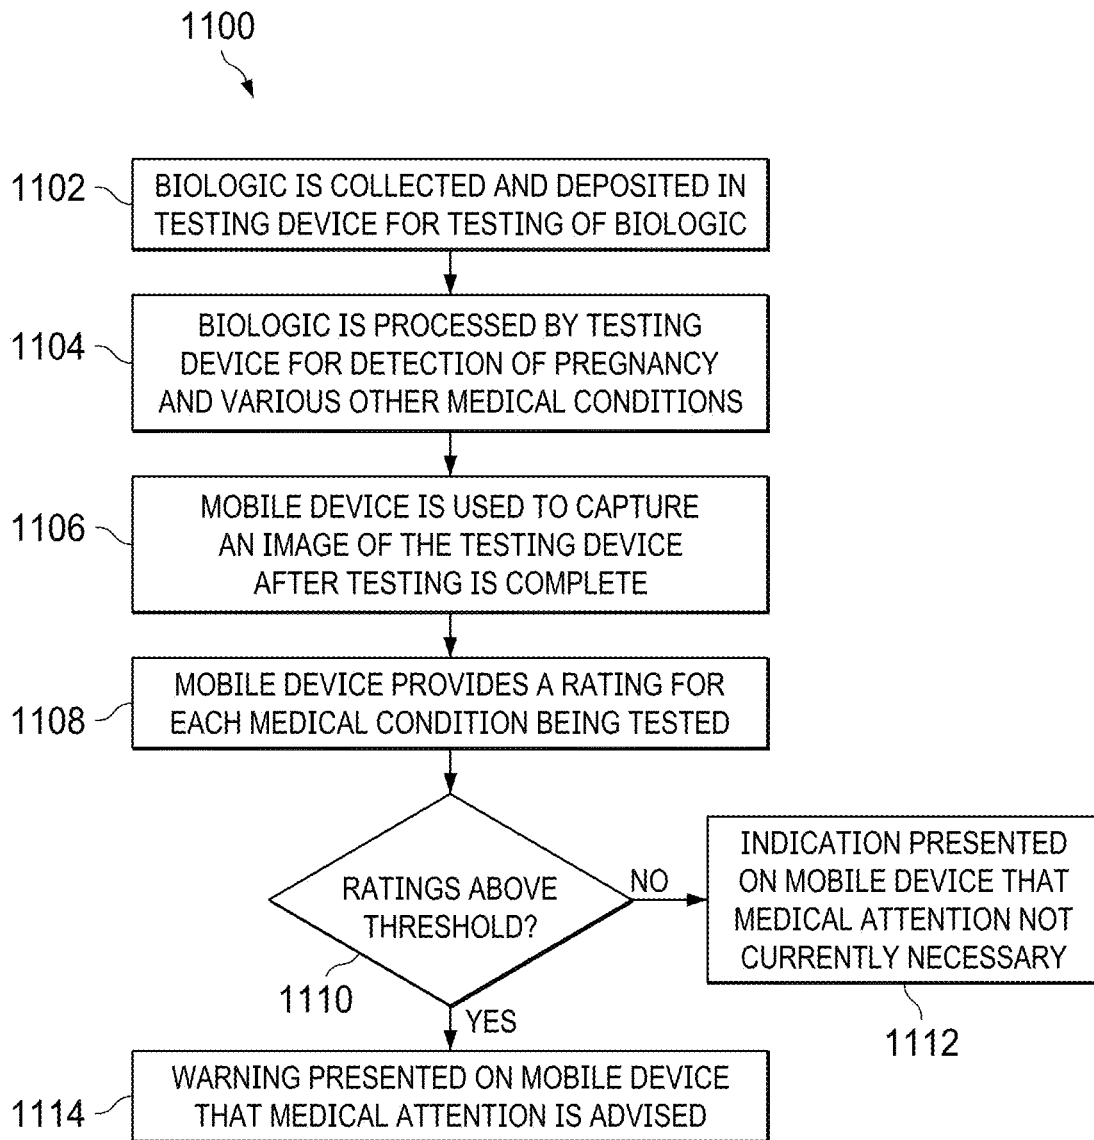 1100
1102
BIOLOGIC IS COLLECTED AND DEPOSITED IN
TESTING DEVICE FOR TESTING OF BIOLOGIC
1104
BIOLOGIC IS PROCESSED BY TESTING
DEVICE FOR DETECTION OF PREGNANCY
AND VARIOUS OTHER MEDICAL CONDITIONS
1106
MOBILE DEVICE IS USED TO CAPTURE
AN IMAGE OF THE TESTING DEVICE
AFTER TESTING IS COMPLETE
1108
MOBILE DEVICE PROVIDES A RATING FOR
EACH MEDICAL CONDITION BEING TESTED
RATINGS ABOVE
THRESHOLD?
1110
NO
INDICATION PRESENTED
ON MOBILE DEVICE THAT
MEDICAL ATTENTION NOT
CURRENTLY NECESSARY
1112
YES
1114
WARNING PRESENTED ON MOBILE DEVICE
THAT MEDICAL ATTENTION IS ADVISED